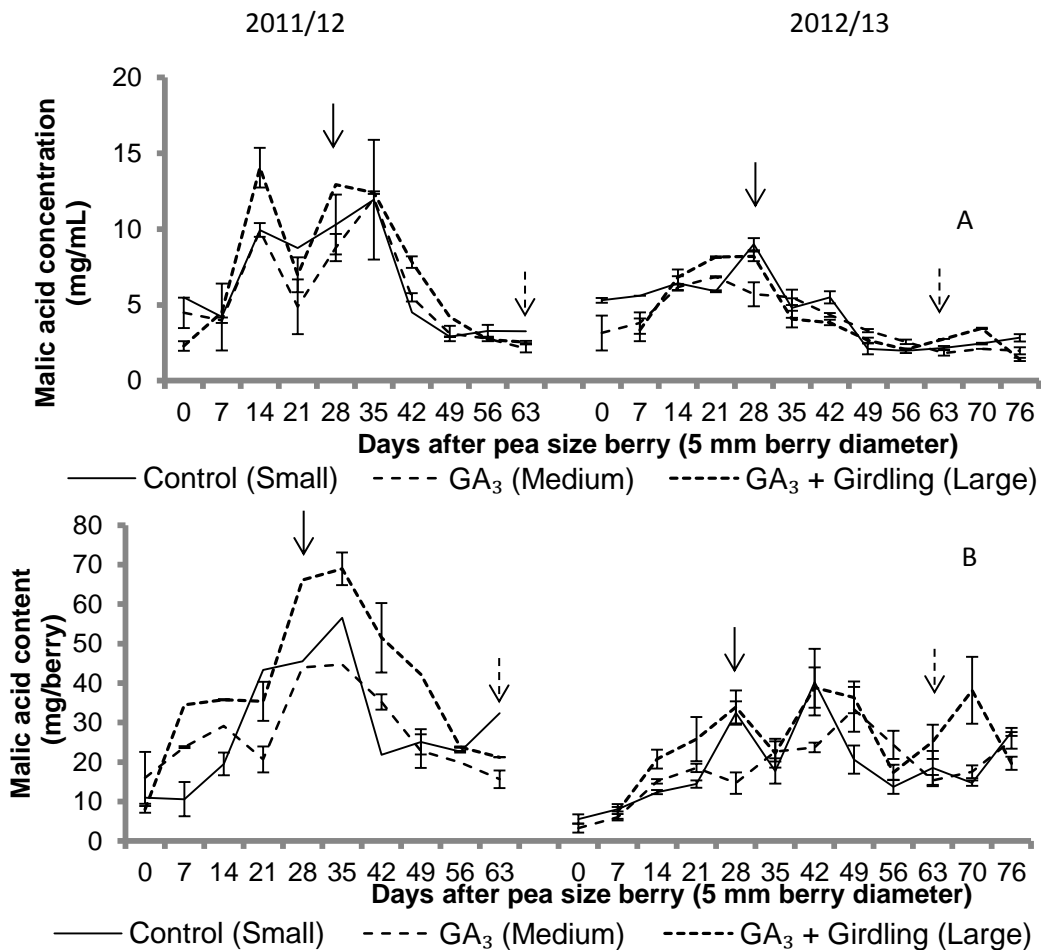 2011/12
2012/13
Malic acid concentration
(mg/mL)
20
15
10
5
0
A
0 7 14 21 28 35 42 49 56 63
0 7 14 21 28 35 42 49 56 63 70 76
Days after pea size berry (5 mm berry diameter)
Control (Small)
GA₃ (Medium)
GA₃ + Girdling (Large)
Malic acid content
(mg/berry)
80
70
60
50
40
30
20
10
0
B
0 7 14 21 28 35 42 49 56 63
0 7 14 21 28 35 42 49 56 63 70 76
Days after pea size berry (5 mm berry diameter)
Control (Small)
GA₃ (Medium)
GA₃ + Girdling (Large)